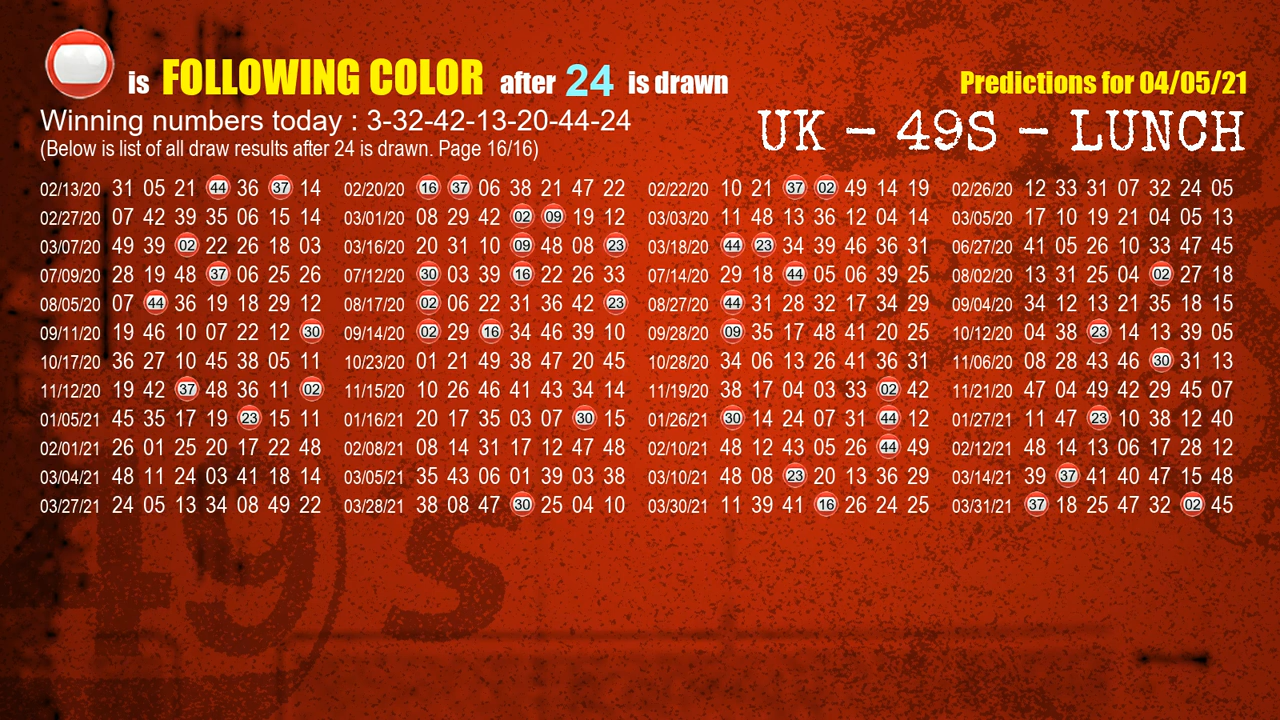 is FOLLOWING COLOR after 24 is drawn
Predictions for 04/05/21
Winning numbers today : 3-32-42-13-20-44-24
UK - 49S - LUNCH
(Below is list of all draw results after 24 is drawn. Page 16/16)
02/13/20 31 05 21 44 36 37 14 02/20/20 16 37 06 38 21 47 22 02/22/20 10 21 37 02 49 14 19 02/26/20 12 33 31 07 32 24 05
02/27/20 07 42 39 35 06 15 14 03/01/20 08 29 42 02 09 19 12 03/03/20 11 48 13 36 12 04 14 03/05/20 17 10 19 21 04 05 13
03/07/20 49 39 02 22 26 18 03 03/16/20 20 31 10 09 48 08 23 03/18/20 44 23 34 39 46 36 31 06/27/20 41 05 26 10 33 47 45
07/09/20 28 19 48 37 06 25 26 07/12/20 30 03 39 16 22 26 33 07/14/20 29 18 44 05 06 39 25 08/02/20 13 31 25 04 02 27 18
08/05/20 07 44 36 19 18 29 12 08/17/20 02 06 22 31 36 42 23 08/27/20 44 31 28 32 17 34 29 09/04/20 34 12 13 21 35 18 15
09/11/20 19 46 10 07 22 12 30 09/14/20 02 29 16 34 46 39 10 09/28/20 09 35 17 48 41 20 25 10/12/20 04 38 23 14 13 39 05
10/17/20 36 27 10 45 38 05 11 10/23/20 01 21 49 38 47 20 45 10/28/20 34 06 13 26 41 36 31 11/06/20 08 28 43 46 30 31 13
11/12/20 19 42 37 48 36 11 02 11/15/20 10 26 46 41 43 34 14 11/19/20 38 17 04 03 33 02 42 11/21/20 47 04 49 42 29 45 07
01/05/21 45 35 17 19 23 15 11 01/16/21 20 17 35 03 07 30 15 01/26/21 30 14 24 07 31 44 12 01/27/21 11 47 23 10 38 12 40
02/01/21 26 01 25 20 17 22 48 02/08/21 08 14 31 17 12 47 48 02/10/21 48 12 43 05 26 44 49 02/12/21 48 14 13 06 17 28 12
03/04/21 48 11 24 03 41 18 14 03/05/21 35 43 06 01 39 03 38 03/10/21 48 08 23 20 13 36 29 03/14/21 39 37 41 40 47 15 48
03/27/21 24 05 13 34 08 49 22 03/28/21 38 08 47 30 25 04 10 03/30/21 11 39 41 16 26 24 25 03/31/21 37 18 25 47 32 02 45
49's